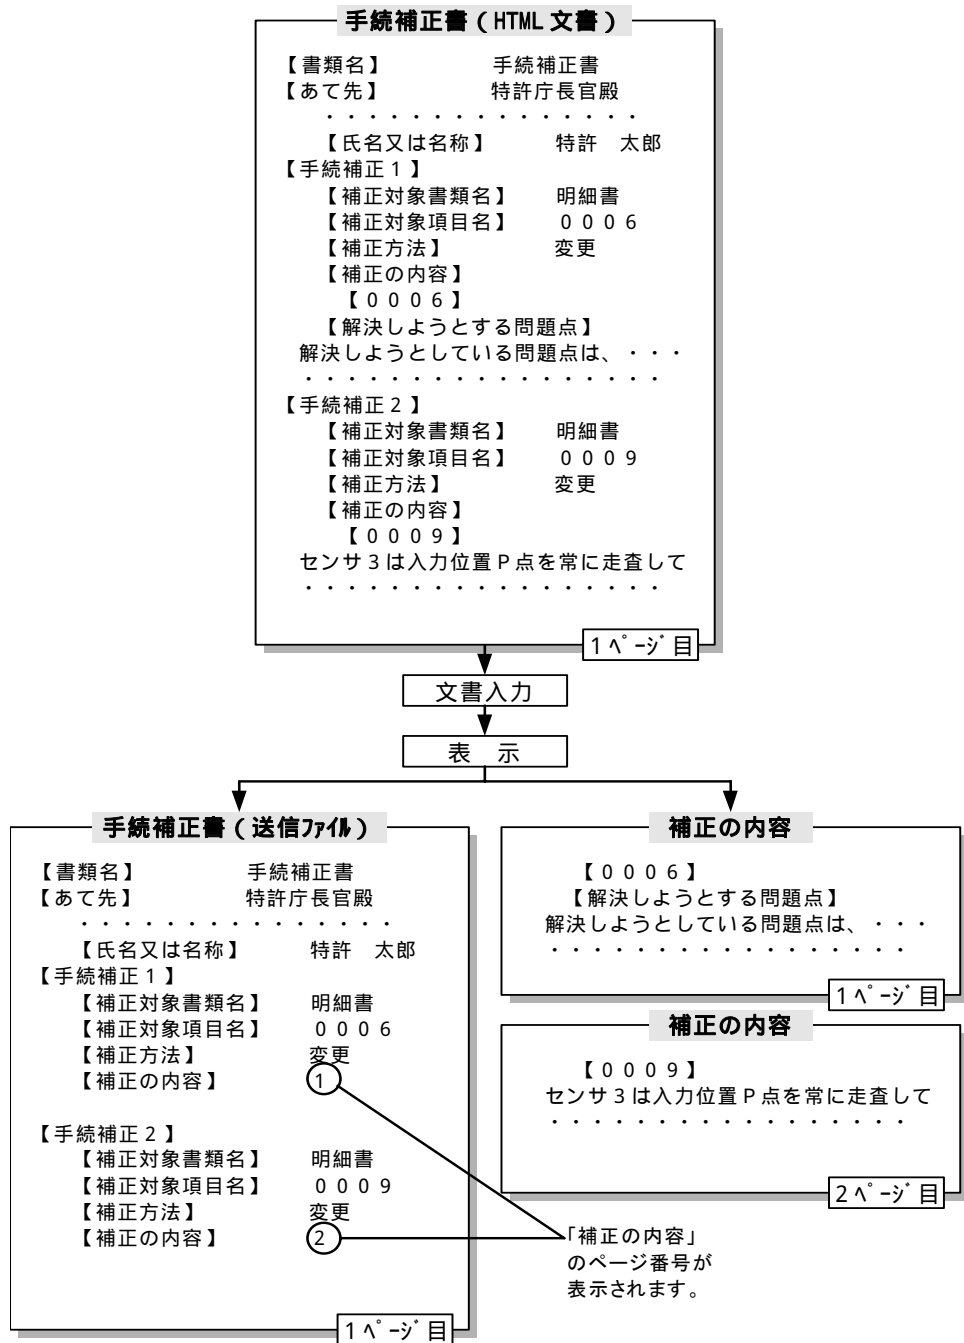 手続補正書（HTML文書）
【書類名】　手続補正書
【あて先】　特許庁長官殿
・・・・・・・・・・・・・・・
【氏名又は名称】　特許　太郎
【手続補正１】
【補正対象書類名】　明細書
【補正対象項目名】　０００６
【補正方法】　変更
【補正の内容】
【０００６】
【解決しようとする問題点】
解決しようとしている問題点は、・・・
・・・・・・・・・・・・・・・・・
【手続補正２】
【補正対象書類名】　明細書
【補正対象項目名】　０００９
【補正方法】　変更
【補正の内容】
【０００９】
センサ３は入力位置Ｐ点を常に走査して
・・・・・・・・・・・・・・・・・
1ﾍﾟｰｼﾞ目
文書入力
表　示
手続補正書（送信ﾌｧｲﾙ）
【書類名】　手続補正書
【あて先】　特許庁長官殿
・・・・・・・・・・・・・・・
【氏名又は名称】　特許　太郎
【手続補正１】
【補正対象書類名】　明細書
【補正対象項目名】　０００６
【補正方法】　変更
【補正の内容】　1
【手続補正２】
【補正対象書類名】　明細書
【補正対象項目名】　０００９
【補正方法】　変更
【補正の内容】　2
1ﾍﾟｰｼﾞ目
補正の内容
【０００６】
【解決しようとする問題点】
解決しようとしている問題点は、・・・
・・・・・・・・・・・・・・・・・
1ﾍﾟｰｼﾞ目
補正の内容
【０００９】
センサ３は入力位置Ｐ点を常に走査して
・・・・・・・・・・・・・・・・・
2ﾍﾟｰｼﾞ目
「補正の内容」
のページ番号が
表示されます。